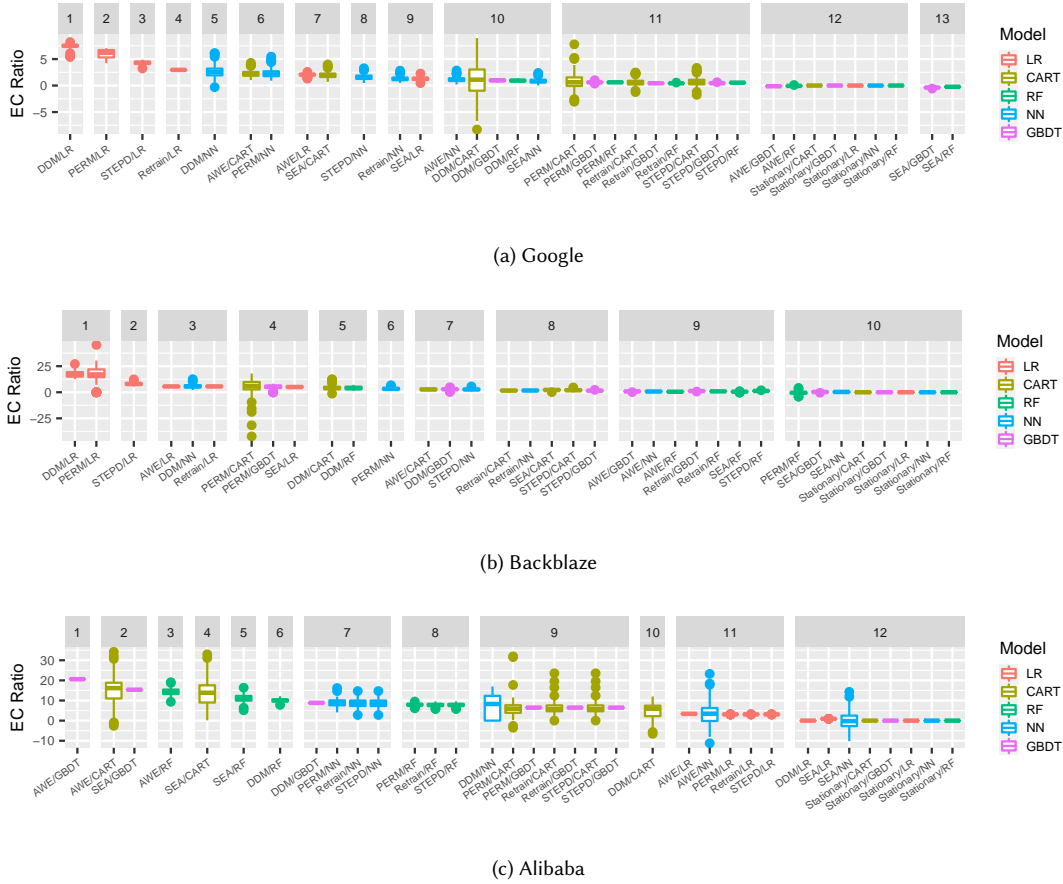 1 2 3 4 5 6 7 8 9 10 11 12 13
EC Ratio
5
0
−5
DDM/LR PERM/LR STEPD/LR Retrain/LR DDM/NN AWE/CART PERM/NN AWE/LR SEA/CART STEPD/NN Retrain/NN SEA/LR AWE/NN DDM/CART DDM/GBDT DDM/RF SEA/NN PERM/CART PERM/GBDT PERM/RF Retrain/CART Retrain/GBDT Retrain/RF STEPD/CART STEPD/GBDT STEPD/RF AWE/GBDT AWE/RF Stationary/CART Stationary/GBDT Stationary/LR Stationary/NN Stationary/RF SEA/GBDT SEA/RF
Model
LR
CART
RF
NN
GBDT
(a) Google
1 2 3 4 5 6 7 8 9 10
EC Ratio
25
0
−25
DDM/LR PERM/LR STEPD/LR AWE/LR DDM/NN Retrain/LR PERM/CART PERM/GBDT SEA/LR DDM/CART DDM/RF PERM/NN AWE/CART DDM/GBDT STEPD/NN Retrain/CART Retrain/NN SEA/CART STEPD/CART STEPD/GBDT AWE/GBDT AWE/NN AWE/RF Retrain/GBDT Retrain/RF SEA/RF STEPD/RF PERM/RF SEA/GBDT SEA/NN Stationary/CART Stationary/GBDT Stationary/LR Stationary/NN Stationary/RF
Model
LR
CART
RF
NN
GBDT
(b) Backblaze
1 2 3 4 5 6 7 8 9 10 11 12
EC Ratio
30
20
10
0
−10
AWE/GBDT AWE/CART SEA/GBDT AWE/RF SEA/CART SEA/RF DDM/RF DDM/GBDT PERM/NN Retrain/NN STEPD/NN PERM/RF Retrain/RF STEPD/RF DDM/NN PERM/CART PERM/GBDT Retrain/CART Retrain/GBDT STEPD/CART STEPD/GBDT DDM/CART AWE/LR AWE/NN PERM/LR Retrain/LR STEPD/LR DDM/LR SEA/LR SEA/NN Stationary/CART Stationary/GBDT Stationary/LR Stationary/NN Stationary/RF
Model
LR
CART
RF
NN
GBDT
(c) Alibaba